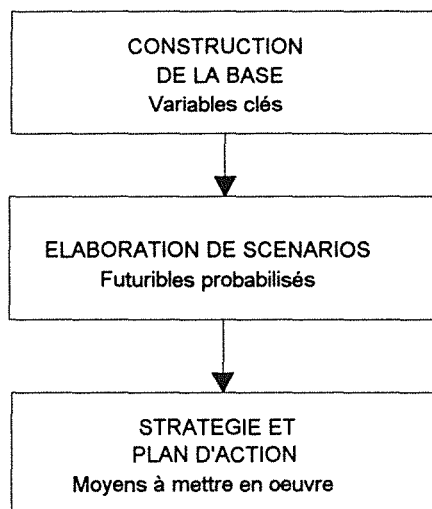 CONSTRUCTION
DE LA BASE
Variables clés
ELABORATION DE SCENARIOS
Futuribles probabilisés
STRATEGIE ET
PLAN D'ACTION
Moyens à mettre en oeuvre